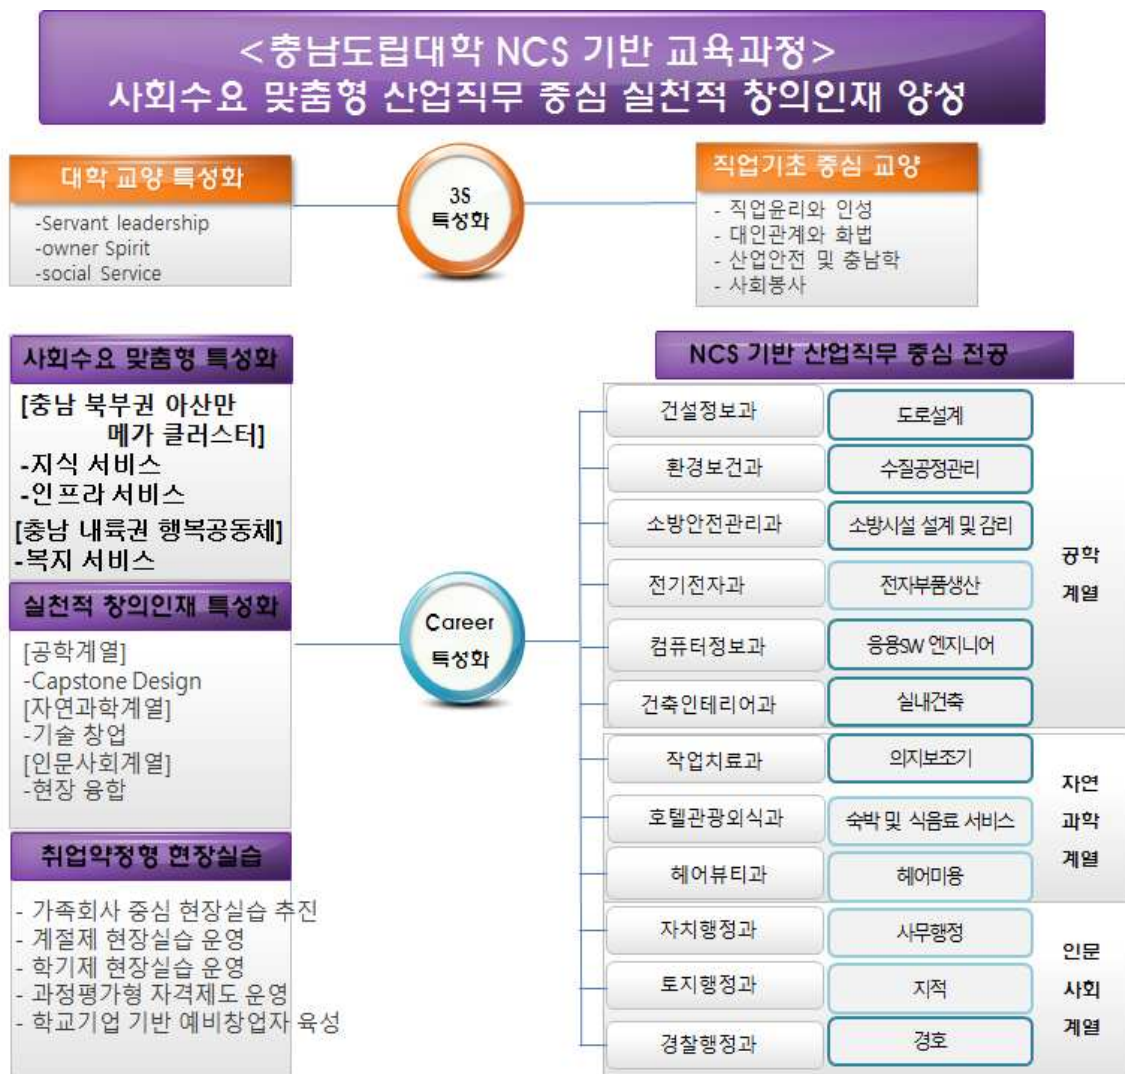 <충남도립대학 NCS 기반 교육과정>
사회수요 맞춤형 산업직무 중심 실천적 창의인재 양성
대학 교양 특성화
-Servant leadership
-owner Spirit
-social Service
3S
특성화
직업기초 중심 교양
- 직업윤리와 인성
- 대인관계와 화법
- 산업안전 및 충남학
- 사회봉사
사회수요 맞춤형 특성화
[충남 북부권 아산만
메가 클러스터]
-지식 서비스
-인프라 서비스
[충남 내륙권 행복공동체]
-복지 서비스
실천적 창의인재 특성화
[공학계열]
-Capstone Design
[자연과학계열]
-기술 창업
[인문사회계열]
-현장 융합
취업약정형 현장실습
- 가족회사 중심 현장실습 추진
- 계절제 현장실습 운영
- 학기제 현장실습 운영
- 과정평가형 자격제도 운영
- 학교기업 기반 예비창업자 육성
Career
특성화
NCS 기반 산업직무 중심 전공
건설정보과 도로설계
환경보건과 수질공정관리
소방안전관리과 소방시설 설계 및 감리
전기전자과 전자부품생산
컴퓨터정보과 응용SW 엔지니어
건축인테리어과 실내건축
공학
계열
작업치료과 의지보조기
호텔관광외식과 숙박 및 식음료 서비스
헤어뷰티과 헤어미용
자연
과학
계열
자치행정과 사무행정
토지행정과 지적
경찰행정과 경호
인문
사회
계열